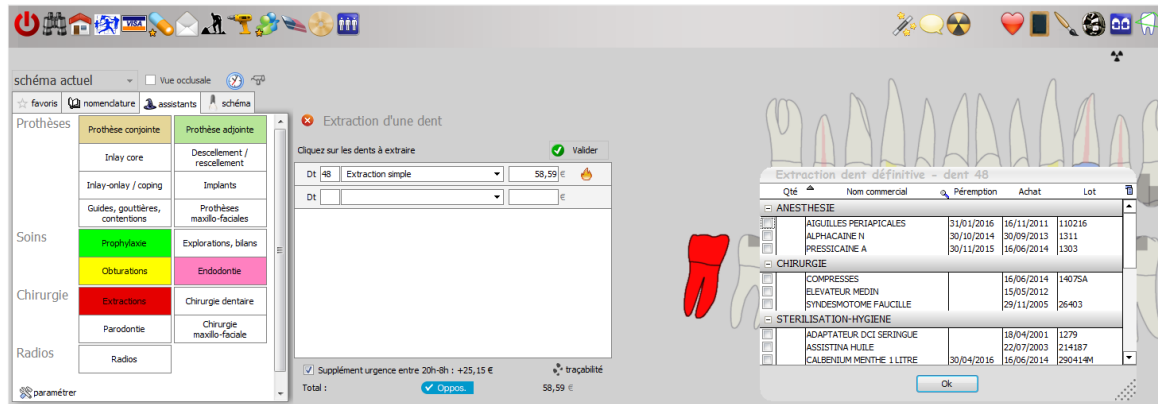 VISA
schéma actuel
Vue occlusale
favoris nomenclature assistants schéma
Prothèses
Prothèse conjointe Prothèse adjointe
Inlay core Descellement / rescellement
Inlay-onlay / coping Implants
Guides, gouttières, contentions Prothèses maxillo-faciales
Soins
Prophylaxie Explorations, bilans
Obturations Endodontie
Chirurgie
Extractions Chirurgie dentaire
Parodontie Chirurgie maxillo-faciale
Radios
Radios
paramétrer
Extraction d'une dent
Cliquez sur les dents à extraire Valider
Dt 48 Extraction simple 58,59 €
Dt €
Supplément urgence entre 20h-8h : +25,15 € traçabilité
Total : Oppos. 58,59 €
Extraction dent définitive - dent 48
Qté Nom commercial Péremption Achat Lot
ANESTHESIE
AIGUILLES PERIAPICALES 31/01/2016 16/11/2011 110216
ALPHACAINE N 30/10/2014 30/09/2013 1311
PRESSICAINE A 30/11/2015 16/06/2014 1303
CHIRURGIE
COMPRESSES 16/06/2014 1407SA
ELEVATEUR MEDIN 15/05/2012
SYNDESMOTOME FAUCILLE 29/11/2005 26403
STERILISATION-HYGIENE
ADAPTATEUR DCI SERINGUE 18/04/2001 1279
ASSISTINA HUILE 22/07/2003 214187
CALBENIUM MENTHE 1 LITRE 30/04/2016 16/06/2014 290414M
Ok